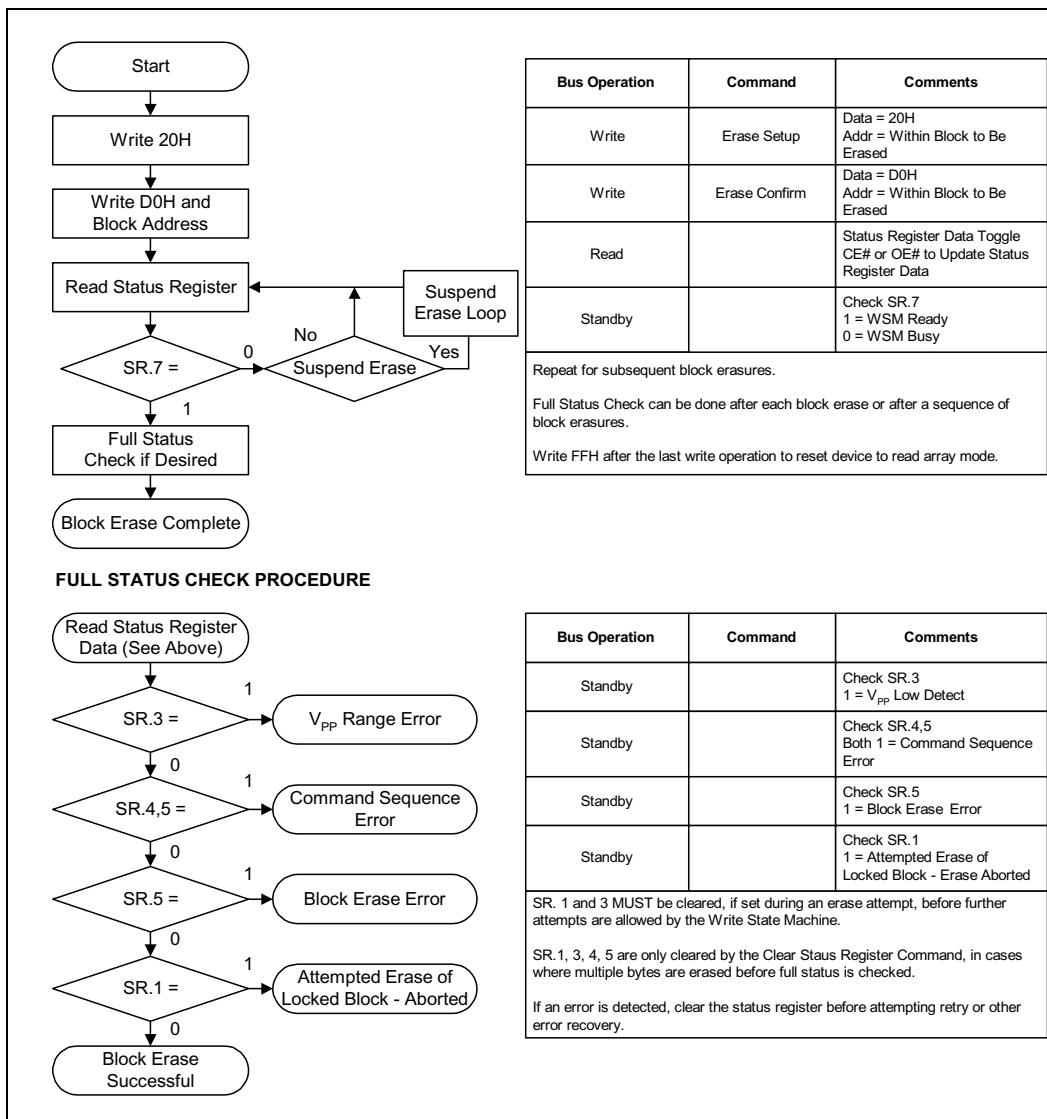 Start
Write 20H
Write D0H and
Block Address
Read Status Register
SR.7 =
0
1
No
Suspend Erase
Yes
Suspend
Erase Loop
Full Status
Check if Desired
Block Erase Complete
Bus Operation
Command
Comments
Write
Erase Setup
Data = 20H
Addr = Within Block to Be
Erased
Write
Erase Confirm
Data = D0H
Addr = Within Block to Be
Erased
Read
Status Register Data Toggle
CE# or OE# to Update Status
Register Data
Standby
Check SR.7
1 = WSM Ready
0 = WSM Busy
Repeat for subsequent block erasures.
Full Status Check can be done after each block erase or after a sequence of
block erasures.
Write FFH after the last write operation to reset device to read array mode.
FULL STATUS CHECK PROCEDURE
Read Status Register
Data (See Above)
SR.3 =
1
VPP Range Error
0
SR.4,5 =
1
Command Sequence
Error
0
SR.5 =
1
Block Erase Error
0
SR.1 =
1
Attempted Erase of
Locked Block - Aborted
0
Block Erase
Successful
Bus Operation
Command
Comments
Standby
Check SR.3
1 = VPP Low Detect
Standby
Check SR.4,5
Both 1 = Command Sequence
Error
Standby
Check SR.5
1 = Block Erase Error
Standby
Check SR.1
1 = Attempted Erase of
Locked Block - Erase Aborted
SR. 1 and 3 MUST be cleared, if set during an erase attempt, before further
attempts are allowed by the Write State Machine.
SR.1, 3, 4, 5 are only cleared by the Clear Staus Register Command, in cases
where multiple bytes are erased before full status is checked.
If an error is detected, clear the status register before attempting retry or other
error recovery.